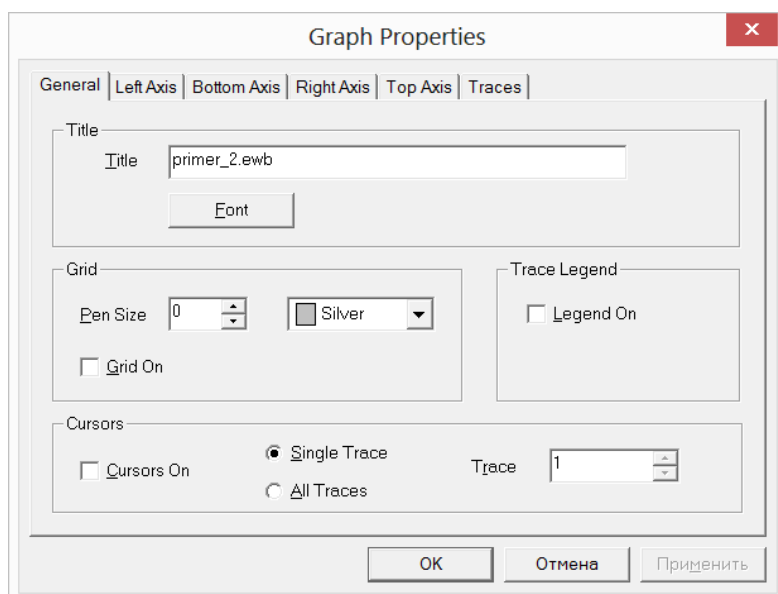 Graph Properties
General Left Axis Bottom Axis Right Axis Top Axis Traces
Title
Title primer_2.ewb
Font
Grid Trace Legend
Pen Size 0 Silver Legend On
Grid On
Cursors
Cursors On Single Trace Trace 1
All Traces
OK Отмена Применить